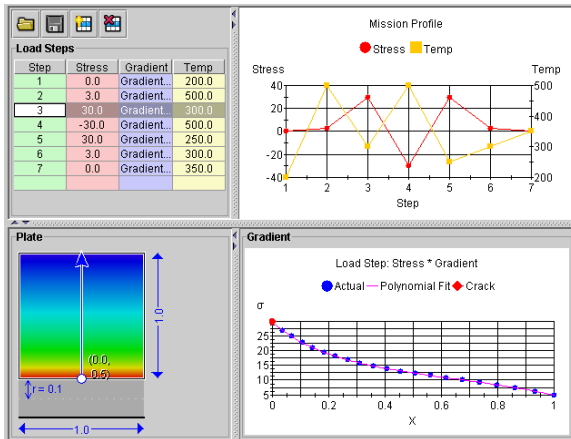 Load Steps
Step Stress Gradient Temp
1 0.0 Gradient... 200.0
2 3.0 Gradient... 500.0
3 30.0 Gradient... 300.0
4 -30.0 Gradient... 500.0
5 30.0 Gradient... 250.0
6 3.0 Gradient... 300.0
7 0.0 Gradient... 350.0
Mission Profile
Stress Temp
Stress Temp
40 500
20 400
0
-20 300
-40 200
1 2 3 4 5 6 7
Step
Plate
(0.0,
0.5)
1.0
r = 0.1
1.0
Gradient
Load Step: Stress * Gradient
Actual Polynomial Fit Crack
σ
25
20
15
10
5
0 0.2 0.4 0.6 0.8 1
X